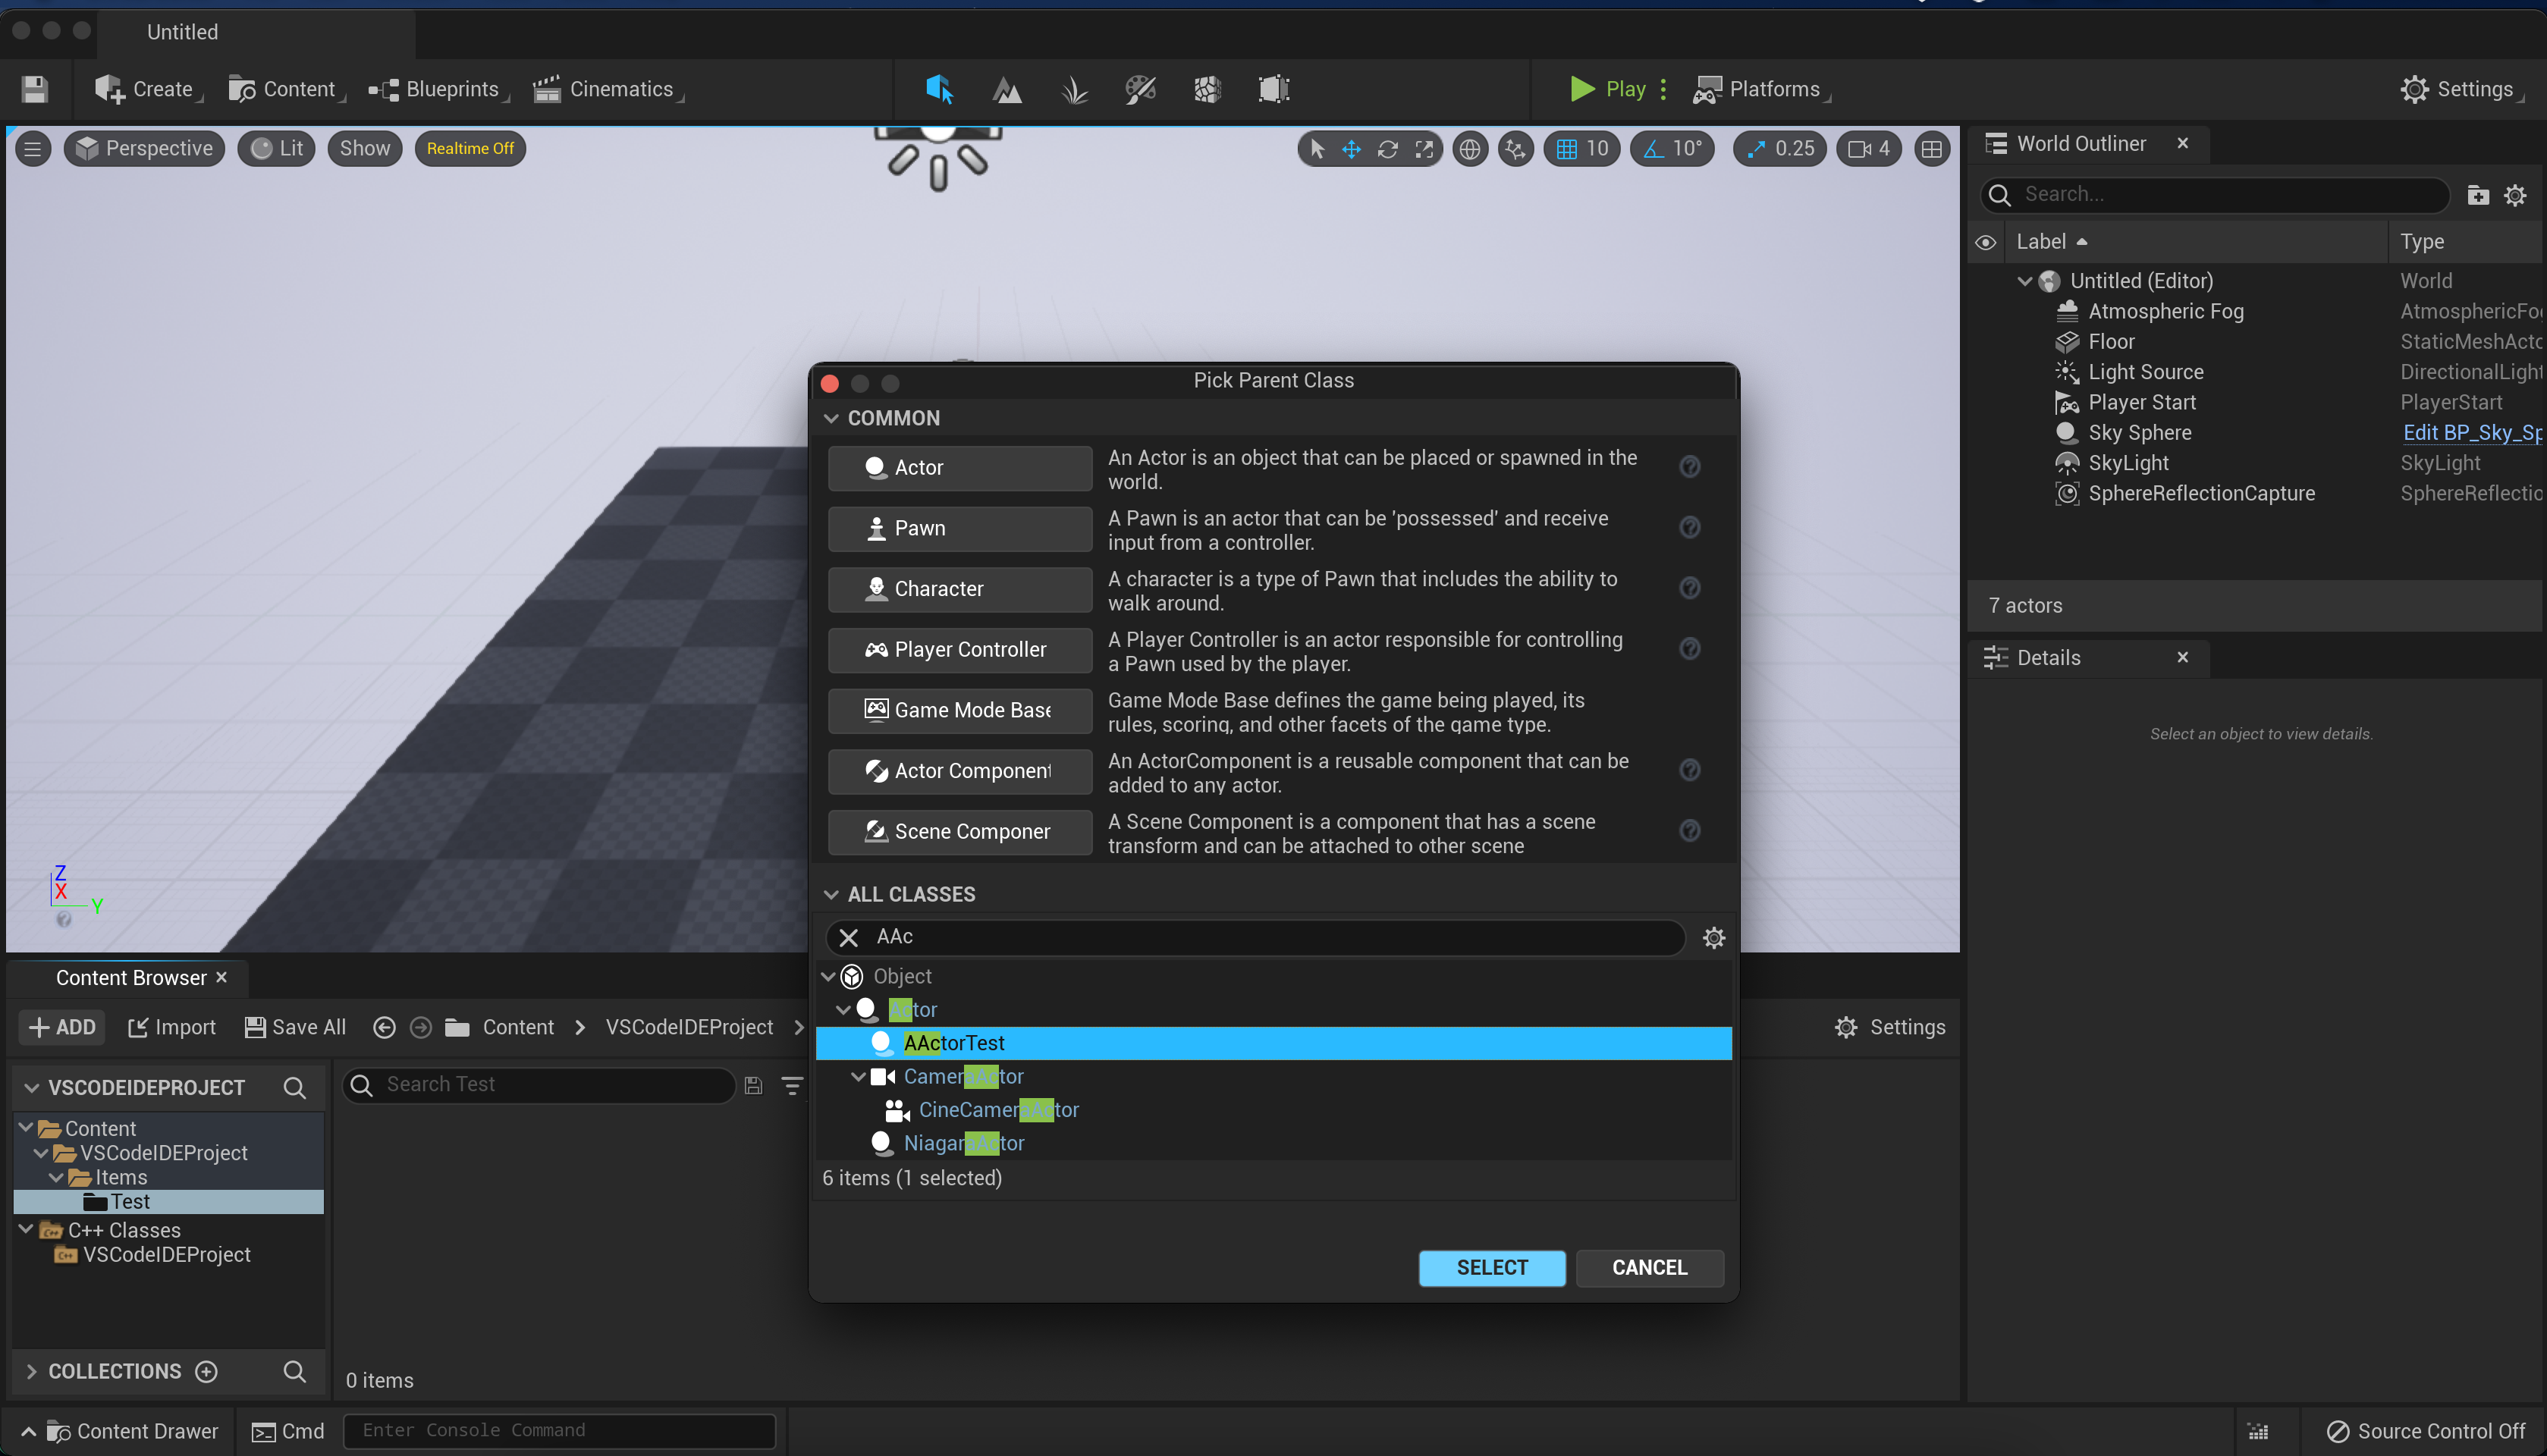 Untitled
Create
Content
Blueprints
Cinematics
Play
Platforms
Settings
Perspective
Lit
Show
Realtime Off
10
10°
0.25
4
World Outliner
Search...
Label
Type
Untitled (Editor)
World
Atmospheric Fog
AtmosphericFo
Floor
StaticMeshActo
Light Source
DirectionalLight
Player Start
PlayerStart
Sky Sphere
Edit BP_Sky_Sp
SkyLight
SkyLight
SphereReflectionCapture
SphereReflectio
7 actors
Details
Select an object to view details.
Z
X
Y
Pick Parent Class
COMMON
Actor
An Actor is an object that can be placed or spawned in the
world.
Pawn
A Pawn is an actor that can be 'possessed' and receive
input from a controller.
Character
A character is a type of Pawn that includes the ability to
walk around.
Player Controller
A Player Controller is an actor responsible for controlling
a Pawn used by the player.
Game Mode Base
Game Mode Base defines the game being played, its
rules, scoring, and other facets of the game type.
Actor Component
An ActorComponent is a reusable component that can be
added to any actor.
Scene Componer
A Scene Component is a component that has a scene
transform and can be attached to other scene
ALL CLASSES
AAc
Object
Actor
AActorTest
CameraActor
CineCameraActor
NiagaraActor
6 items (1 selected)
SELECT
CANCEL
Content Browser
ADD
Import
Save All
Content
VSCodeIDEProject
Settings
VSCODEIDEPROJECT
Search Test
Content
VSCodeIDEProject
Items
Test
C++ Classes
VSCodeIDEProject
COLLECTIONS
0 items
Content Drawer
Cmd
Enter Console Command
Source Control Off